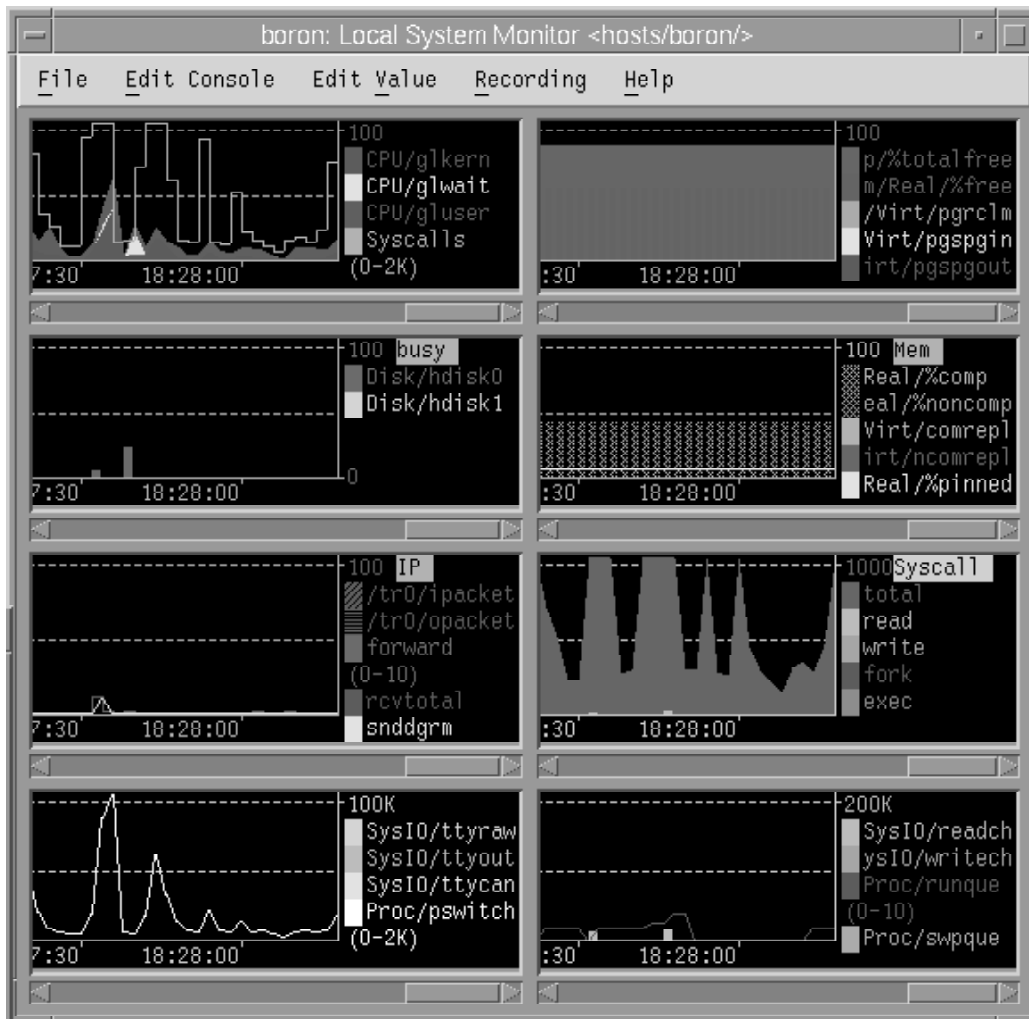 boron: Local System Monitor <hosts/boron/>
File Edit Console Edit Value Recording Help
100
CPU/glkern
CPU/glwait
CPU/gluser
Syscalls
(0-2K)
7:30 18:28:00
100
p/%totalfree
m/Real/%free
/Virt/pgrclm
Virt/pgspgin
irt/pgspgout
:30 18:28:00
100 busy
Disk/hdisk0
Disk/hdisk1
0
7:30 18:28:00
100 Mem
Real/%comp
eal/%noncomp
Virt/comrepl
irt/ncomrepl
Real/%pinned
:30 18:28:00
100 IP
/tr0/ipacket
/tr0/opacket
forward
(0-10)
rcvtotal
snddgrm
7:30 18:28:00
1000 Syscall
total
read
write
fork
exec
:30 18:28:00
100K
SysIO/ttyraw
SysIO/ttyout
SysIO/ttycan
Proc/pswitch
(0-2K)
7:30 18:28:00
200K
SysIO/readch
ysIO/writech
Proc/runque
(0-10)
Proc/swpque
:30 18:28:00